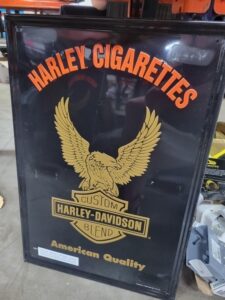 HARLEY CIGARETTES
CUSTOM
HARLEY-DAVIDSON
BLEND
American Quality